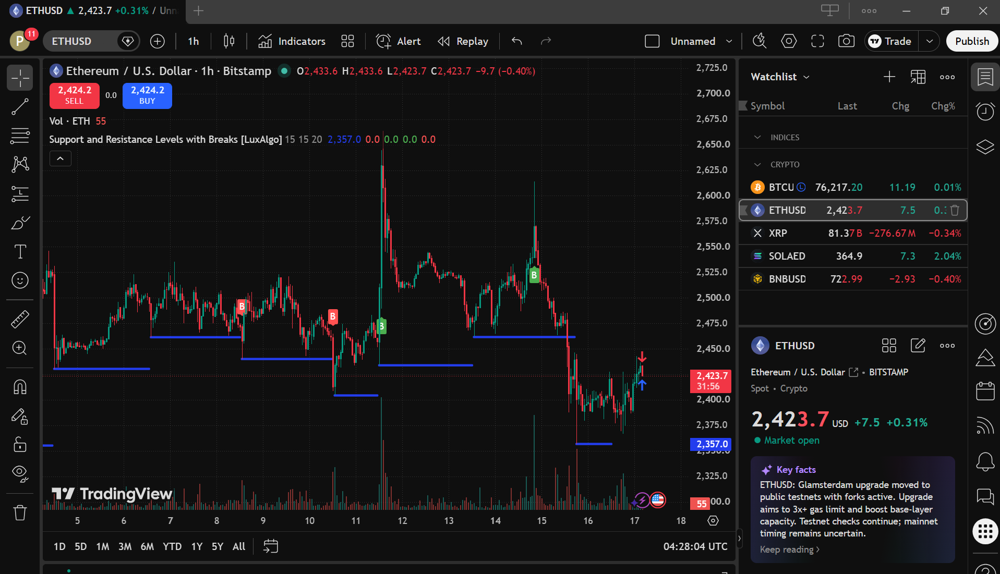 ETHUSD ▲ 2,423.7 +0.31% / Unn
P 11 ETHUSD 1h Indicators Alert Replay Unnamed Trade Publish
Ethereum / U.S. Dollar · 1h · Bitstamp O2,433.6 H2,433.6 L2,423.7 C2,423.7 −9.7 (−0.40%)
2,424.2 0.0 2,424.2
SELL BUY
Vol · ETH 55
Support and Resistance Levels with Breaks [LuxAlgo] 15 15 20 2,357.0 0.0 0.0 0.0 0.0
B
B
B
B
2,725.0
2,700.0
2,675.0
2,650.0
2,625.0
2,600.0
2,575.0
2,550.0
2,525.0
2,500.0
2,475.0
2,450.0
2,423.7
31:56
2,400.0
2,375.0
2,357.0
2,325.0
55
TradingView
5 6 7 8 9 10 11 12 13 14 15 16 17 18
1D 5D 1M 3M 6M YTD 1Y 5Y All 04:28:04 UTC
Watchlist
Symbol Last Chg Chg%
INDICES
CRYPTO
BTCU L 76,217.20 11.19 0.01%
ETHUSD 2,423.7 7.5
XRP 81.37 B −276.67 M −0.34%
SOLAED 364.9 7.3 2.04%
BNBUSD 722.99 −2.93 −0.40%
ETHUSD
Ethereum / U.S. Dollar • BITSTAMP
Spot • Crypto
2,423.7 USD +7.5 +0.31%
Market open
Key facts
ETHUSD: Glamsterdam upgrade moved to
public testnets with forks active. Upgrade
aims to 3x+ gas limit and boost base-layer
capacity. Testnet checks continue; mainnet
timing remains uncertain.
Keep reading